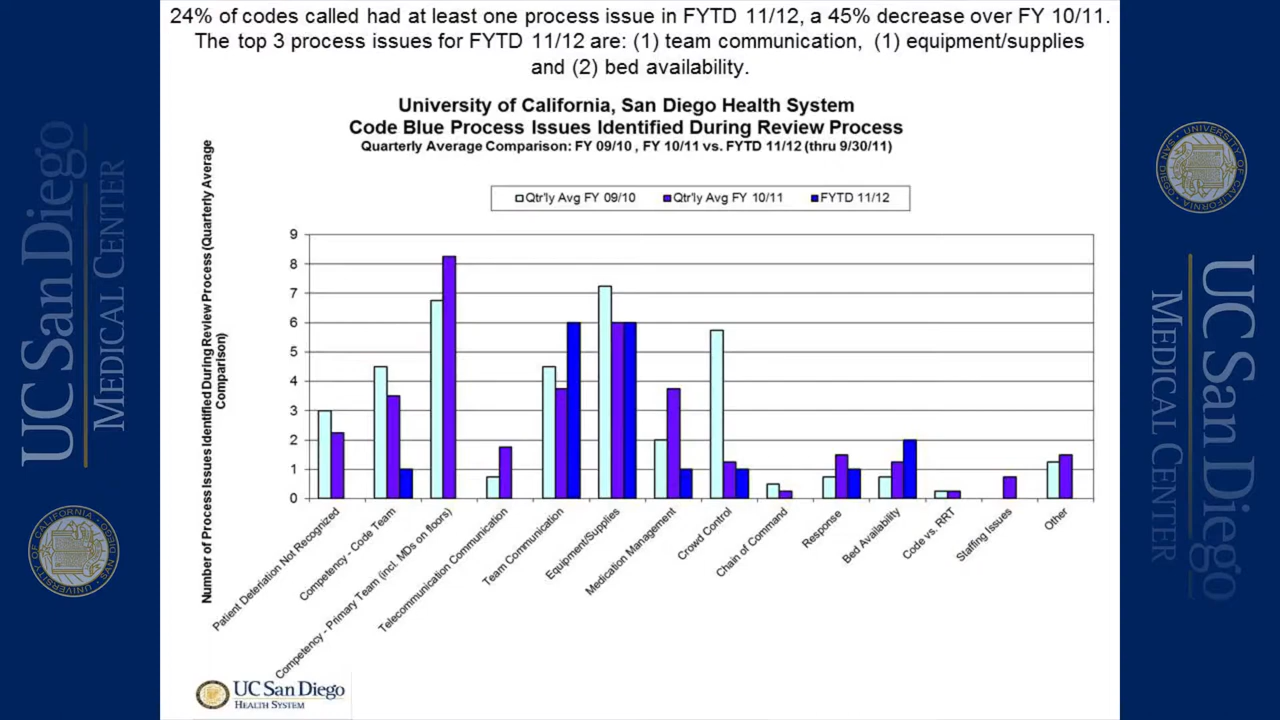 24% of codes called had at least one process issue in FYTD 11/12, a 45% decrease over FY 10/11.
The top 3 process issues for FYTD 11/12 are: (1) team communication, (1) equipment/supplies
and (2) bed availability.
University of California, San Diego Health System
Code Blue Process Issues Identified During Review Process
Quarterly Average Comparison: FY 09/10 , FY 10/11 vs. FYTD 11/12 (thru 9/30/11)
Qtr'ly Avg FY 09/10
Qtr'ly Avg FY 10/11
FYTD 11/12
Number of Process Issues Identified During Review Process (Quarterly Average
Comparison)
9
8
7
6
5
4
3
2
1
0
Patient Deteriation Not Recognized
Competency - Code Team
Competency - Primary Team (incl. MDs on floors)
Telecommunication Communication
Team Communication
Equipment/Supplies
Medication Management
Crowd Control
Chain of Command
Response
Bed Availability
Code vs. RRT
Staffing Issues
Other
UC San Diego
HEALTH SYSTEM
UC San Diego
MEDICAL CENTER
UC San Diego
MEDICAL CENTER